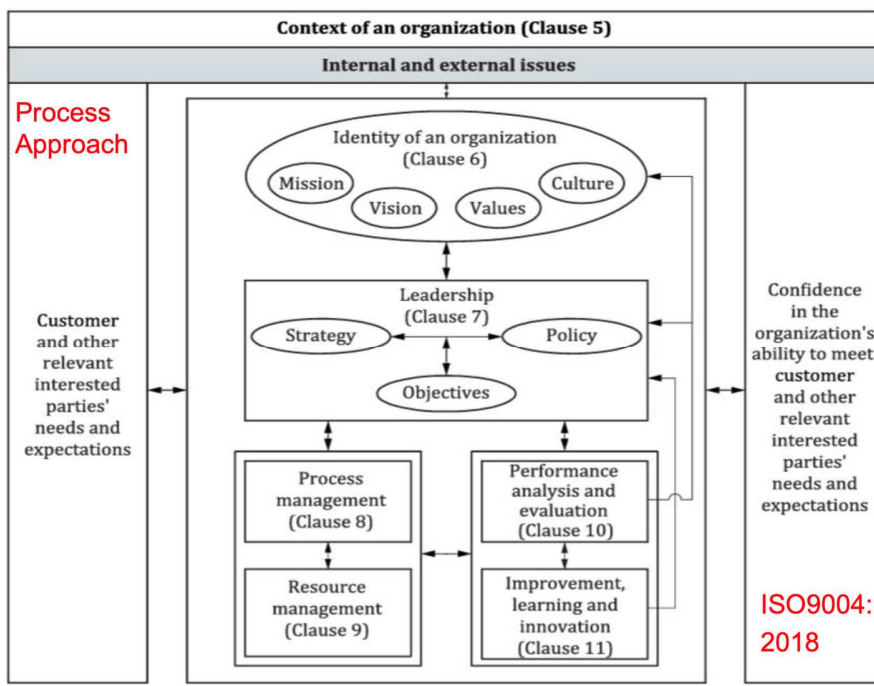 Context of an organization (Clause 5)
Internal and external issues
Process
Approach
Customer
and other
relevant
interested
parties'
needs and
expectations
Identity of an organization
(Clause 6)
Mission
Vision
Values
Culture
Leadership
(Clause 7)
Strategy
Policy
Objectives
Process
management
(Clause 8)
Resource
management
(Clause 9)
Performance
analysis and
evaluation
(Clause 10)
Improvement,
learning and
innovation
(Clause 11)
Confidence
in the
organization's
ability to meet
customer
and other
relevant
interested
parties'
needs and
expectations
ISO9004:
2018